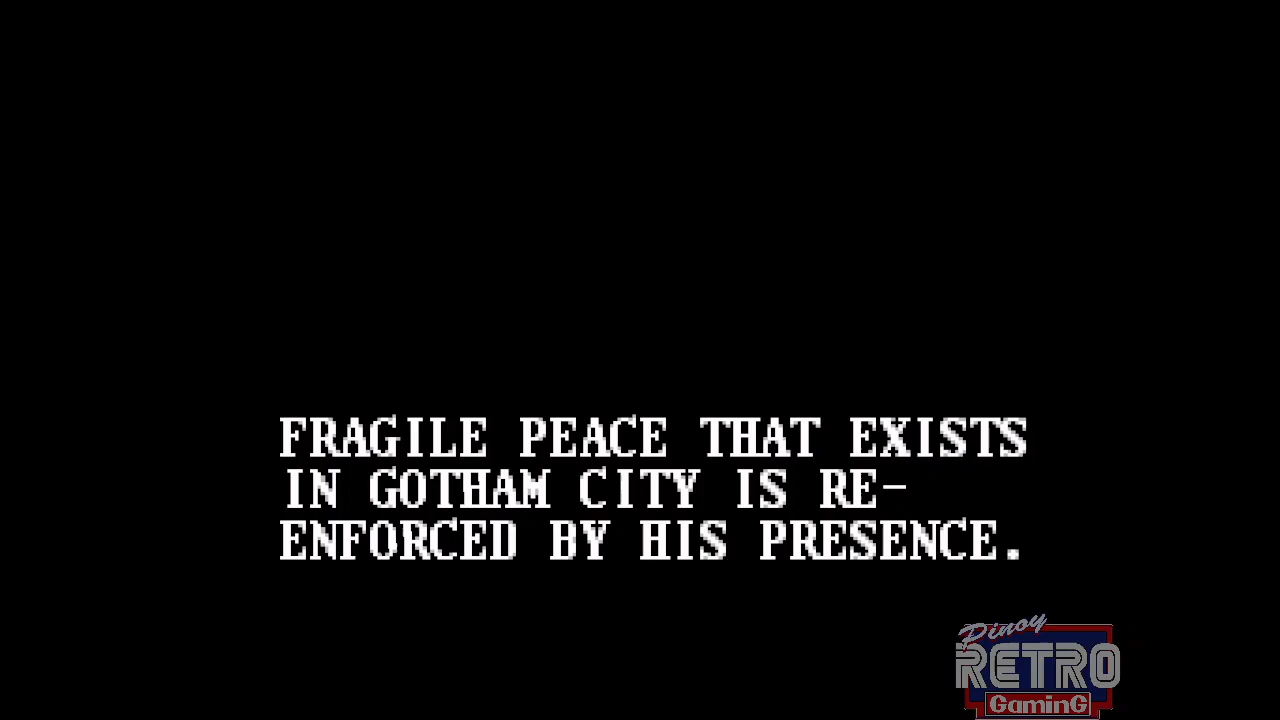 FRAGILE PEACE THAT EXISTS
IN GOTHAM CITY IS RE-
ENFORCED BY HIS PRESENCE.
Pinoy
RETRO
GaminG